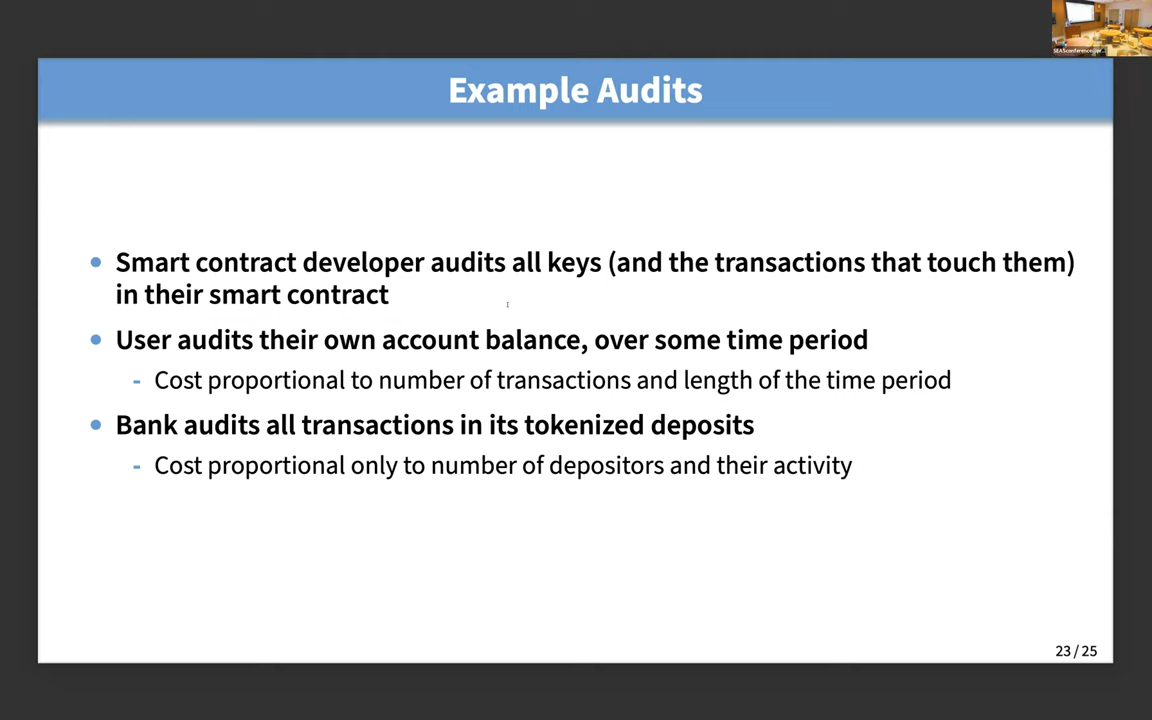 Example Audits
• Smart contract developer audits all keys (and the transactions that touch them)
in their smart contract
• User audits their own account balance, over some time period
- Cost proportional to number of transactions and length of the time period
• Bank audits all transactions in its tokenized deposits
- Cost proportional only to number of depositors and their activity
23 / 25